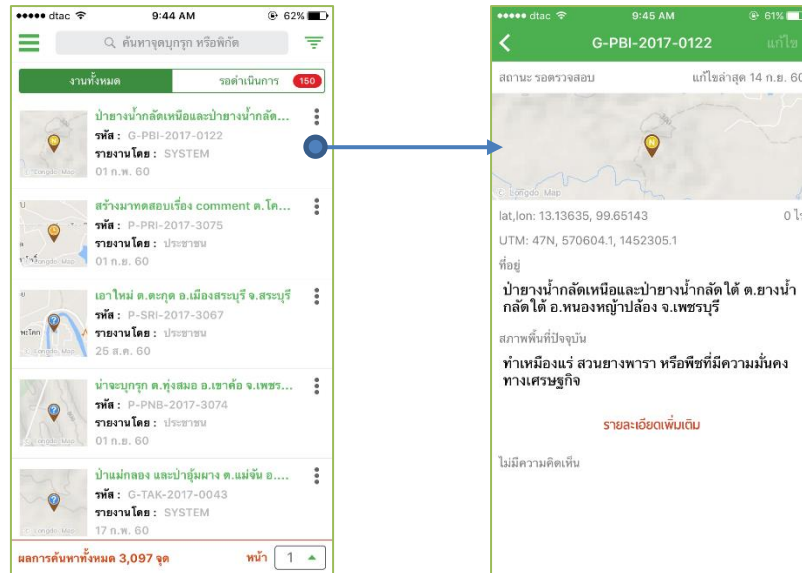 dtac 9:44 AM 62%
ค้นหาจุดบุกรุก หรือพิกัด
งานทั้งหมด รอดำเนินการ 150
ป่ายางน้ำกลัดเหนือและป่ายางน้ำกลัด...
รหัส : G-PBI-2017-0122
รายงานโดย : SYSTEM
01 ก.พ. 60
สร้างมาทดสอบเรื่อง comment ต.โค...
รหัส : P-PRI-2017-3075
รายงานโดย : ประชาชน
01 ก.ย. 60
เอาใหม่ ต.ตะกุด อ.เมืองสระบุรี จ.สระบุรี
รหัส : P-SRI-2017-3067
รายงานโดย : ประชาชน
25 ส.ค. 60
น่าจะบุกรุก ต.ทุ่งสมอ อ.เขาค้อ จ.เพชร...
รหัส : P-PNB-2017-3074
รายงานโดย : ประชาชน
01 ก.ย. 60
ป่าแม่กลอง และป่าอุ้มผาง ต.แม่จัน อ....
รหัส : G-TAK-2017-0043
รายงานโดย : SYSTEM
17 ก.พ. 60
ผลการค้นหาทั้งหมด 3,097 จุด หน้า 1
dtac 9:45 AM 61%
G-PBI-2017-0122 แก้ไข
สถานะ รอตรวจสอบ แก้ไขล่าสุด 14 ก.ย. 60
Longdo Map
lat,lon: 13.13635, 99.65143 0 ไร่
UTM: 47N, 570604.1, 1452305.1
ที่อยู่
ป่ายางน้ำกลัดเหนือและป่ายางน้ำกลัดใต้ ต.ยางน้ำ
กลัดใต้ อ.หนองหญ้าปล้อง จ.เพชรบุรี
สภาพพื้นที่ปัจจุบัน
ทำเหมืองแร่ สวนยางพารา หรือพืชที่มีความมั่นคง
ทางเศรษฐกิจ
รายละเอียดเพิ่มเติม
ไม่มีความคิดเห็น